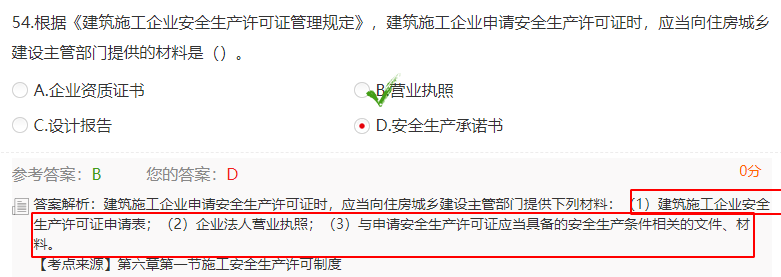 54.根据《建筑施工企业安全生产许可证管理规定》，建筑施工企业申请安全生产许可证时，应当向住房城乡
建设主管部门提供的材料是（）。
A.企业资质证书
B.营业执照
C.设计报告
D.安全生产承诺书
参考答案：B 您的答案：D 0分
答案解析：建筑施工企业申请安全生产许可证时，应当向住房城乡建设主管部门提供下列材料：（1）建筑施工企业安全
生产许可证申请表；（2）企业法人营业执照；（3）与申请安全生产许可证应当具备的安全生产条件相关的文件、材
料。
【考点来源】第六章第一节施工安全生产许可制度